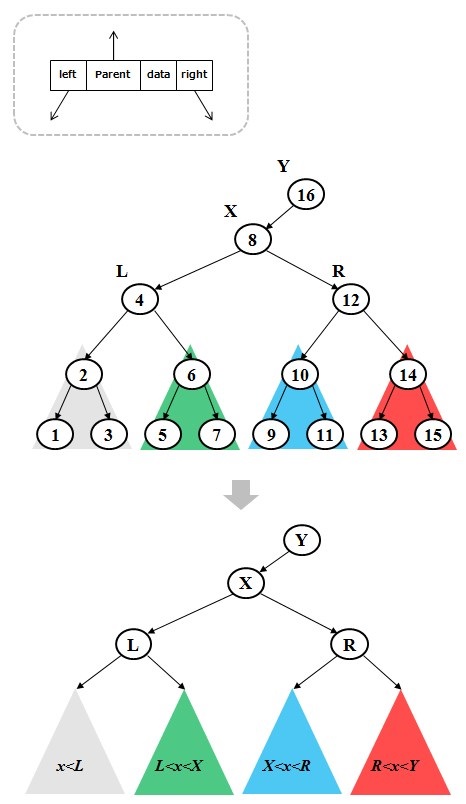 left Parent data right
Y
16
X
8
L R
4 12
2 6 10 14
1 3 5 7 9 11 13 15
Y
X
L R
x<L L<x<X X<x<R R<x<Y